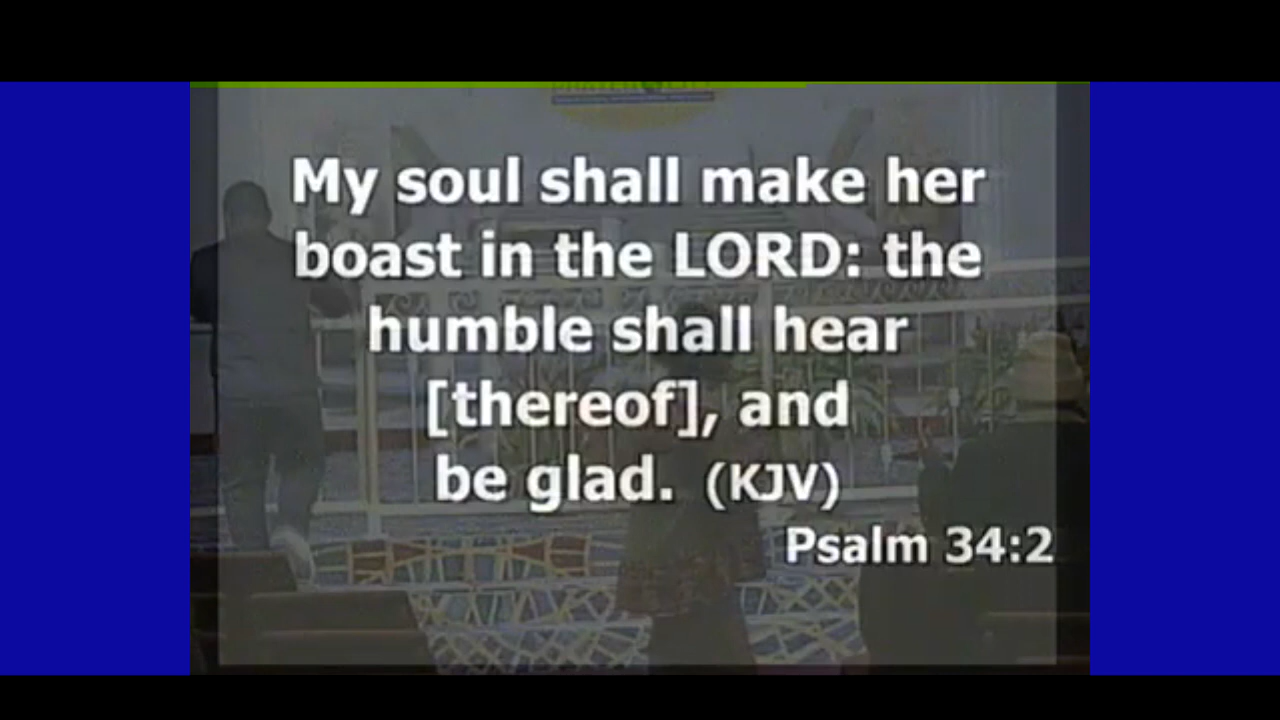 My soul shall make her
boast in the LORD: the
humble shall hear
[thereof], and
be glad. (KJV)
Psalm 34:2